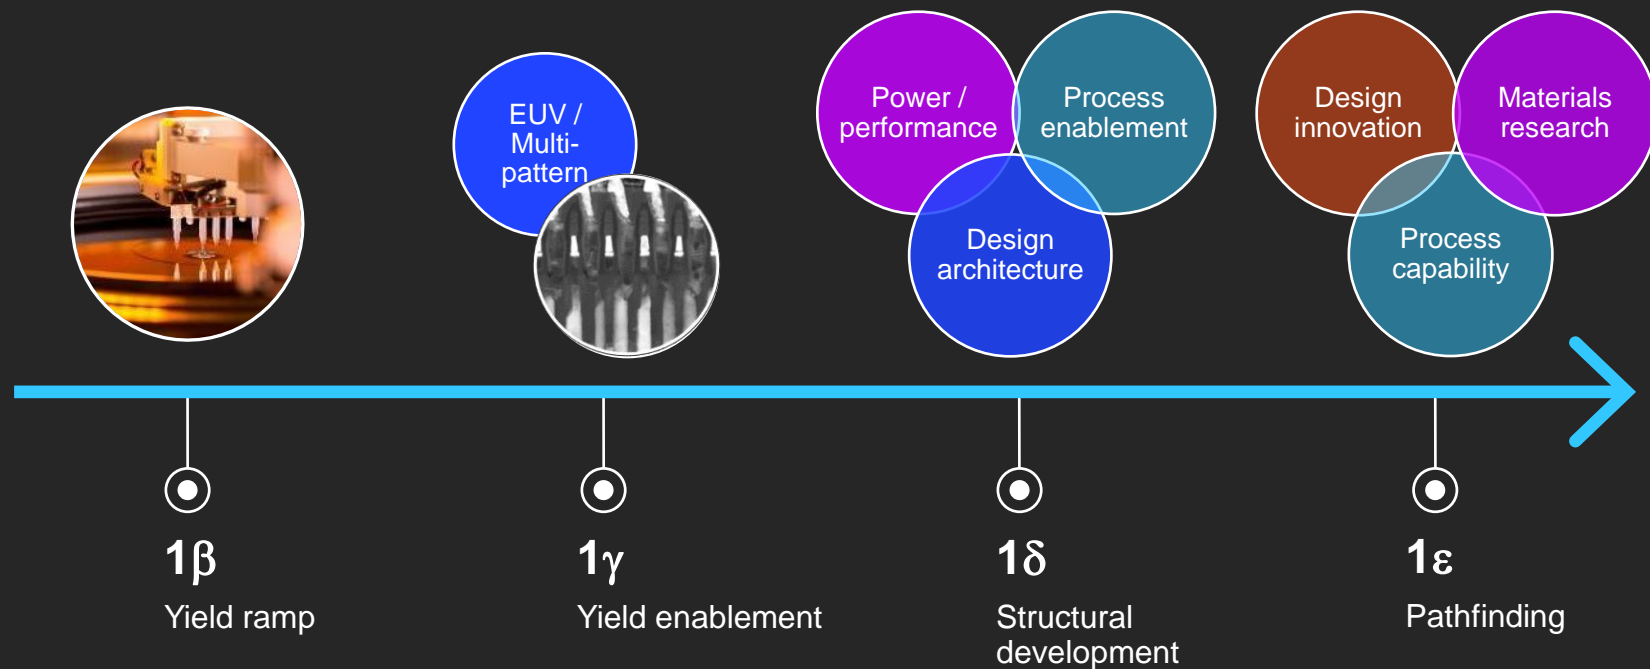 EUV /
Multi-
pattern
Power /
performance
Process
enablement
Design
architecture
Design
innovation
Materials
research
Process
capability
1β
Yield ramp
1γ
Yield enablement
1δ
Structural
development
1ε
Pathfinding